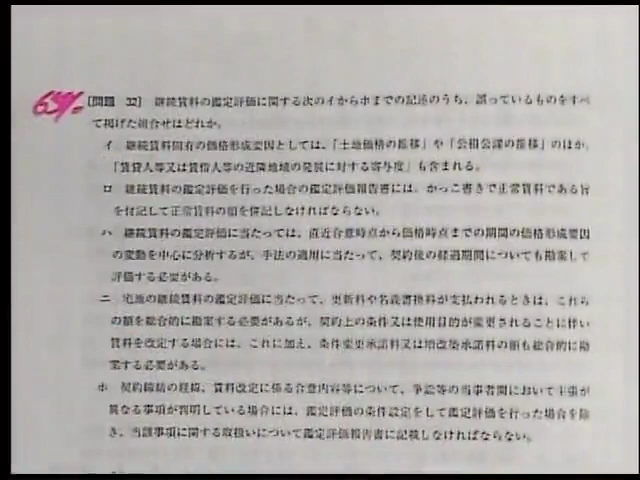 65%
[問題 32] 継続賃料の鑑定評価に関する次のイからホまでの記述のうち、誤っているものをすべ
て掲げた組合せはどれか。
イ 継続賃料固有の価格形成要因としては、「土地価格の推移」や「公租公課の推移」のほか、
「賃貸人等又は賃借人等の近隣地域の発展に対する寄与度」も含まれる。
ロ 継続賃料の鑑定評価を行った場合の鑑定評価報告書には、かっこ書きで正常賃料である旨
を付記して正常賃料の額を併記しなければならない。
ハ 継続賃料の鑑定評価に当たっては、直近合意時点から価格時点までの期間の価格形成要因
の変動を中心に分析するが、手法の適用に当たって、契約後の経過期間についても勘案して
評価する必要がある。
ニ 宅地の継続賃料の鑑定評価に当たって、更新料や名義書換料が支払われるときは、これら
の額を総合的に勘案する必要があるが、契約上の条件又は使用目的が変更されることに伴い
賃料を改定する場合には、これに加え、条件変更承諾料又は増改築承諾料の額も総合的に勘
案する必要がある。
ホ 契約締結の経緯、賃料改定に係る合意内容等について、争訟等の当事者間において主張が
異なる事項が判明している場合には、鑑定評価の条件設定をして鑑定評価を行った場合を除
き、当該事項に関する取扱いについて鑑定評価報告書に記載しなければならない。